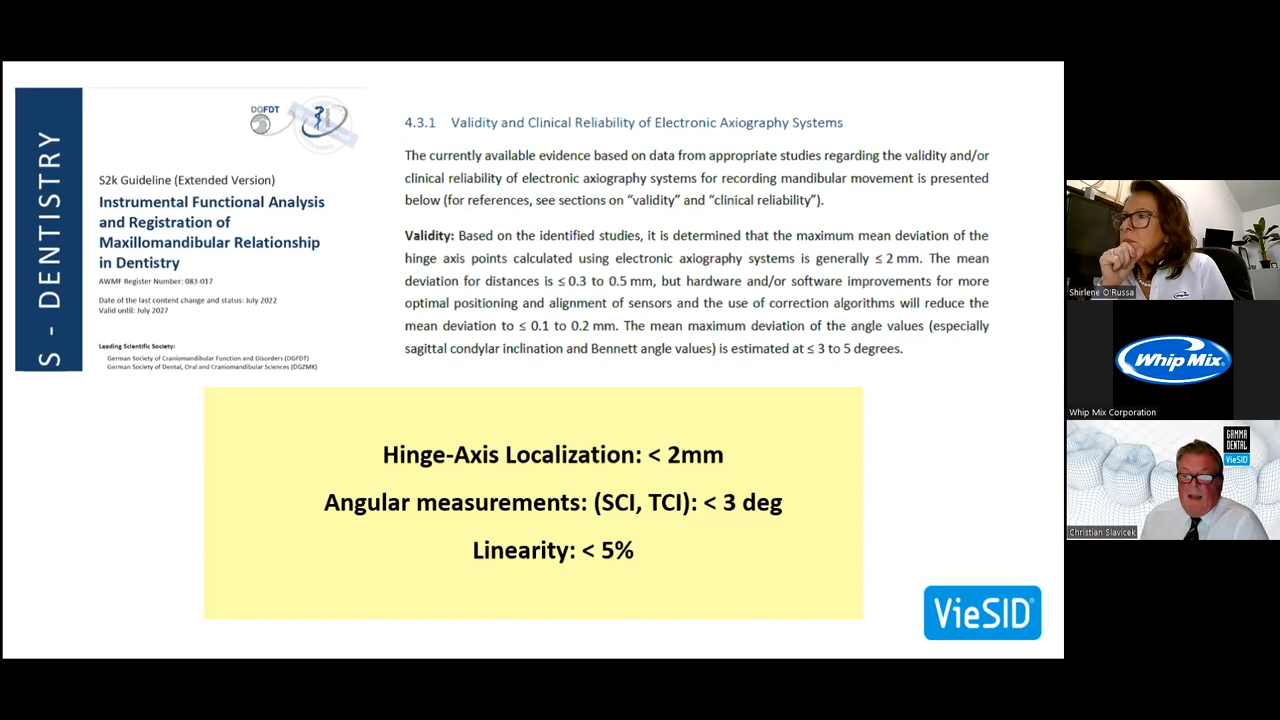 S - DENTISTRY
DGFDT
S2k Guideline (Extended Version)
Instrumental Functional Analysis
and Registration of
Maxillomandibular Relationship
in Dentistry
AWMF Register Number: 083-017
Date of the last content change and status: July 2022
Valid until: July 2027
Leading Scientific Society:
German Society of Craniomandibular Function and Disorders (DGFDT)
German Society of Dental, Oral and Craniomandibular Sciences (DGZMK)
4.3.1 Validity and Clinical Reliability of Electronic Axiography Systems
The currently available evidence based on data from appropriate studies regarding the validity and/or
clinical reliability of electronic axiography systems for recording mandibular movement is presented
below (for references, see sections on "validity" and "clinical reliability").
Validity: Based on the identified studies, it is determined that the maximum mean deviation of the
hinge axis points calculated using electronic axiography systems is generally ≤ 2 mm. The mean
deviation for distances is ≤ 0.3 to 0.5 mm, but hardware and/or software improvements for more
optimal positioning and alignment of sensors and the use of correction algorithms will reduce the
mean deviation to ≤ 0.1 to 0.2 mm. The mean maximum deviation of the angle values (especially
sagittal condylar inclination and Bennett angle values) is estimated at ≤ 3 to 5 degrees.
Hinge-Axis Localization: < 2mm
Angular measurements: (SCI, TCI): < 3 deg
Linearity: < 5%
VieSID®
Shirlene O'Russa
Whip Mix®
Whip Mix Corporation
GAMMA
DENTAL
VieSID
Christian Slavicek